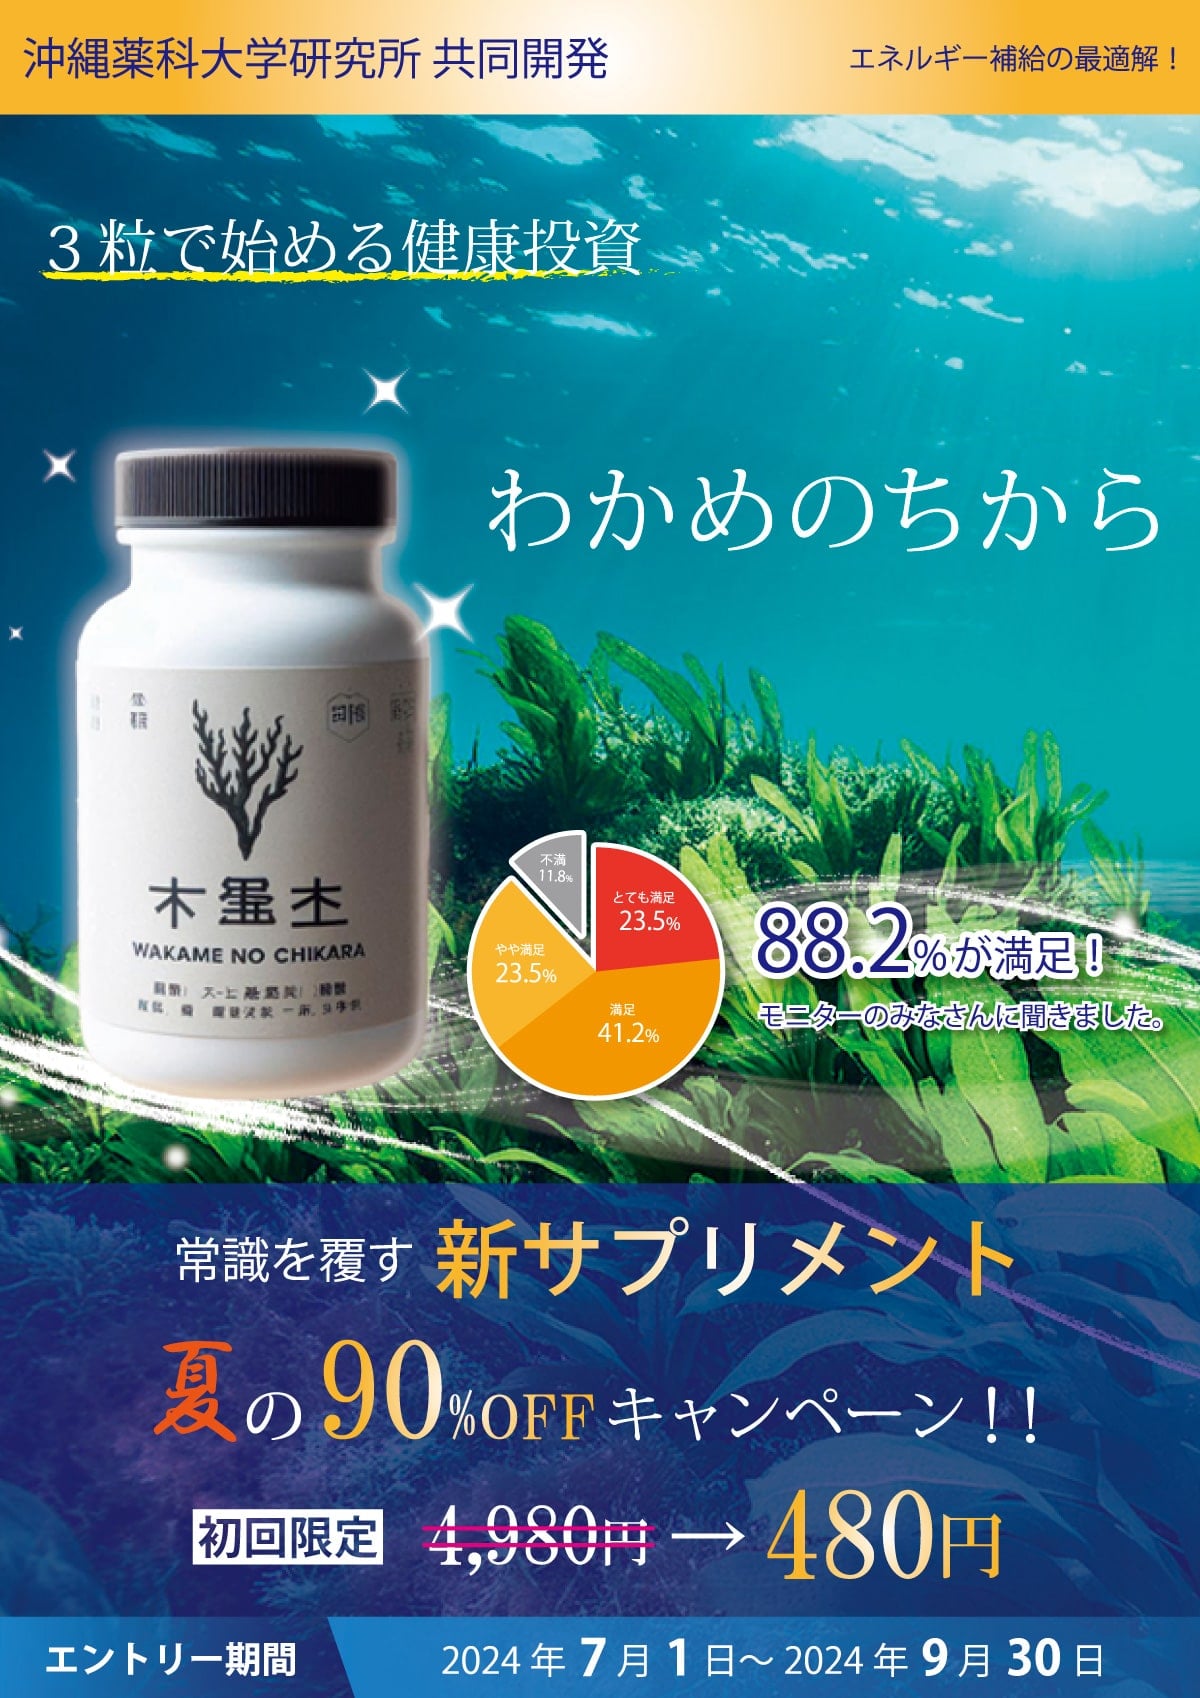 沖縄薬科大学研究所 共同開発
エネルギー補給の最適解！
3粒で始める健康投資
わかめのちから
WAKAME NO CHIKARA
不満
11.8%
とても満足
23.5%
やや満足
23.5%
満足
41.2%
88.2%が満足！
モニターのみなさんに聞きました。
常識を覆す 新サプリメント
夏の90%OFFキャンペーン！！
初回限定 4,980円→480円
エントリー期間 2024年7月1日～2024年9月30日